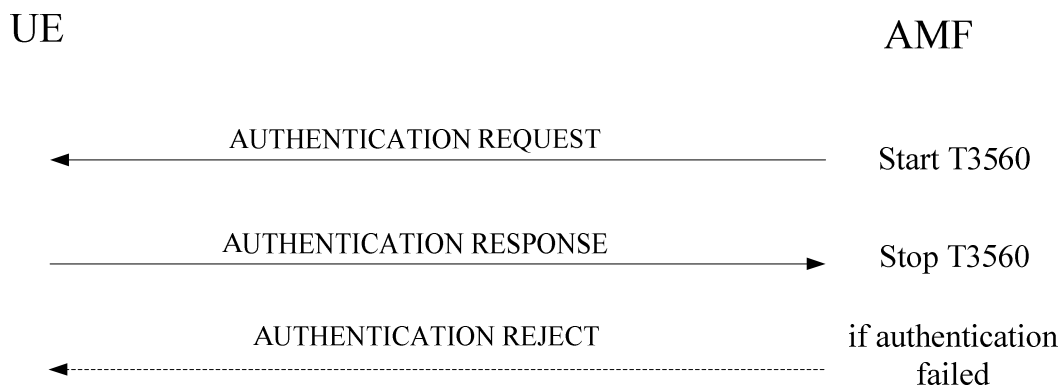 UE
AMF
AUTHENTICATION REQUEST
Start T3560
AUTHENTICATION RESPONSE
Stop T3560
AUTHENTICATION REJECT
if authentication
failed